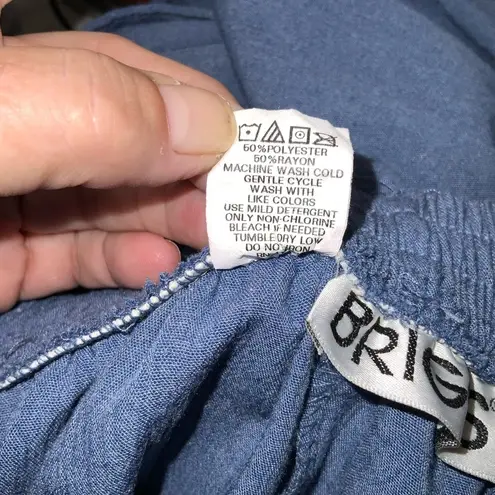 50%POLYESTER
50%RAYON
MACHINE WASH COLD
GENTLE CYCLE
WASH WITH
LIKE COLORS
USE MILD DETERGENT
ONLY NON-CHLORINE
BLEACH IF NEEDED
TUMBLE DRY LOW
DO NOT IRON
BRIGGS